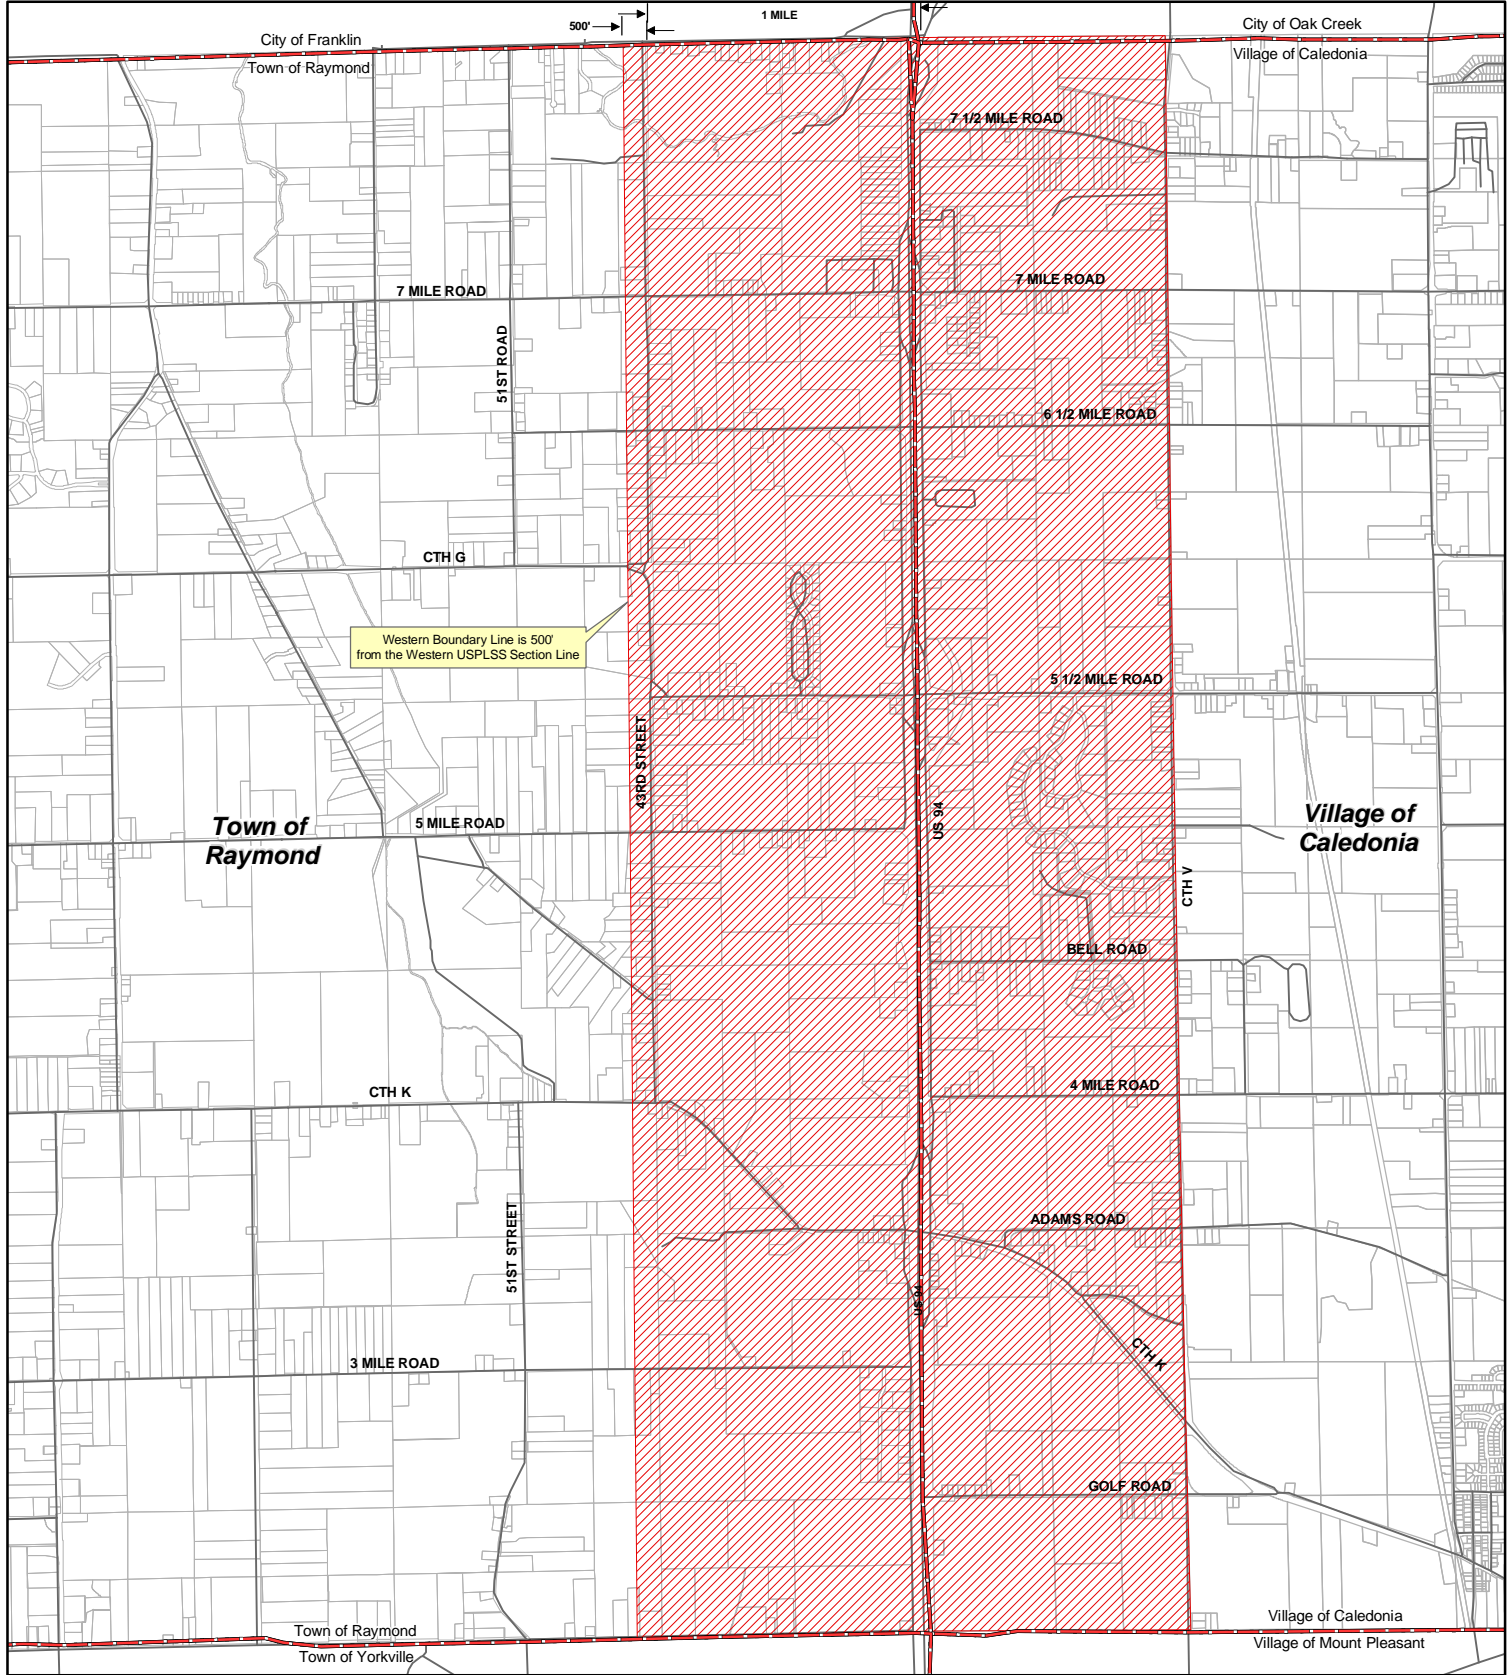 1 MILE
500'
City of Franklin
Town of Raymond
City of Oak Creek
Village of Caledonia
7 1/2 MILE ROAD
7 MILE ROAD
7 MILE ROAD
51ST ROAD
6 1/2 MILE ROAD
CTH G
Western Boundary Line is 500'
from the Western USPLSS Section Line
5 1/2 MILE ROAD
43RD STREET
US 94
Town of
Raymond
5 MILE ROAD
Village of
Caledonia
CTH V
BELL ROAD
4 MILE ROAD
CTH K
51ST STREET
ADAMS ROAD
US 94
CTH K
3 MILE ROAD
GOLF ROAD
Town of Raymond
Town of Yorkville
Village of Caledonia
Village of Mount Pleasant